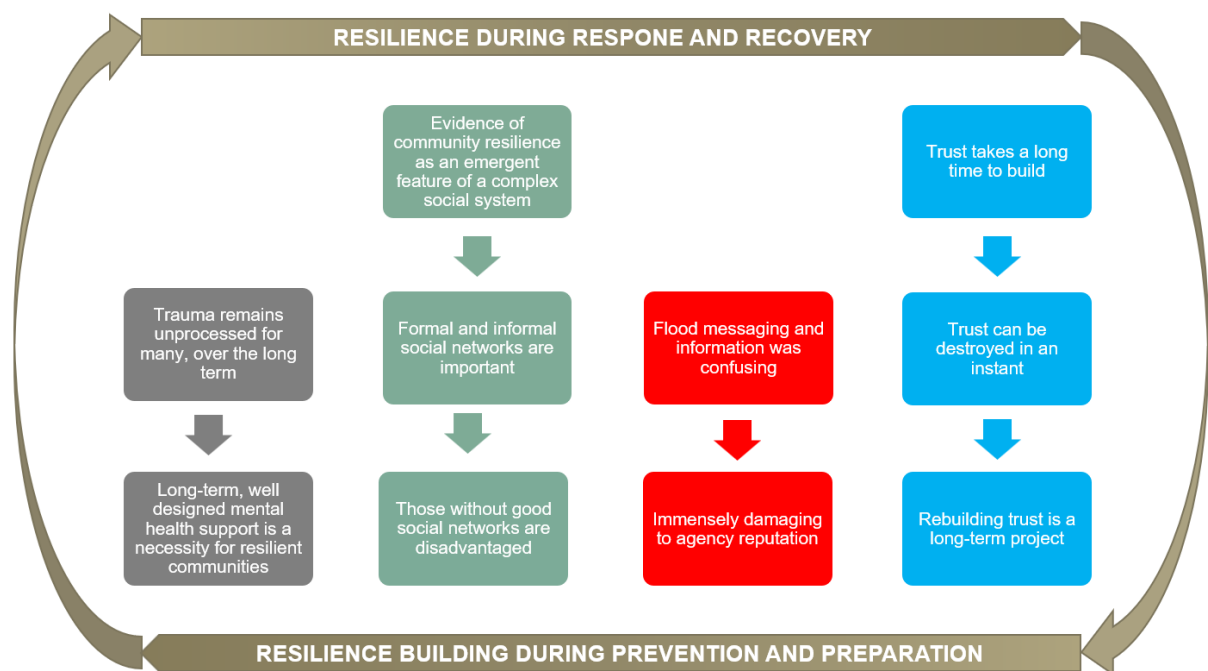 RESILIENCE DURING RESPONE AND RECOVERY
Evidence of
community resilience
as an emergent
feature of a complex
social system
Trust takes a long
time to build
Trauma remains
unprocessed for
many, over the long
term
Formal and informal
social networks are
important
Flood messaging and
information was
confusing
Trust can be
destroyed in an
instant
Long-term, well
designed mental
health support is a
necessity for resilient
communities
Those without good
social networks are
disadvantaged
Immensely damaging
to agency reputation
Rebuilding trust is a
long-term project
RESILIENCE BUILDING DURING PREVENTION AND PREPARATION